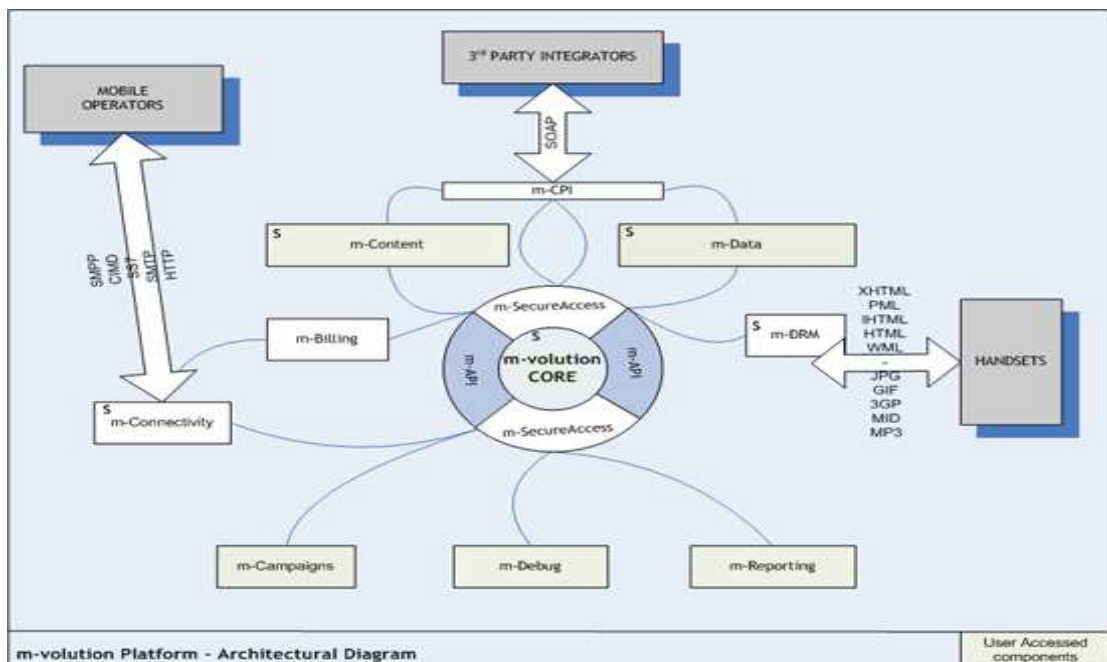 3rd PARTY INTEGRATORS
MOBILE
OPERATORS
SOAP
m-CPI
S
m-Content
S
m-Data
SMPP
CIMD
SS7
SMTP
HTTP
m-SecureAccess
m-Billing
m-API
S
m-volution
CORE
m-API
S
m-DRM
XHTML
PML
IHTML
HTML
WML
-
JPG
GIF
3GP
MID
MP3
HANDSETS
S
m-Connectivity
m-SecureAccess
m-Campaigns
m-Debug
m-Reporting
m-volution Platform - Architectural Diagram
User Accessed
components